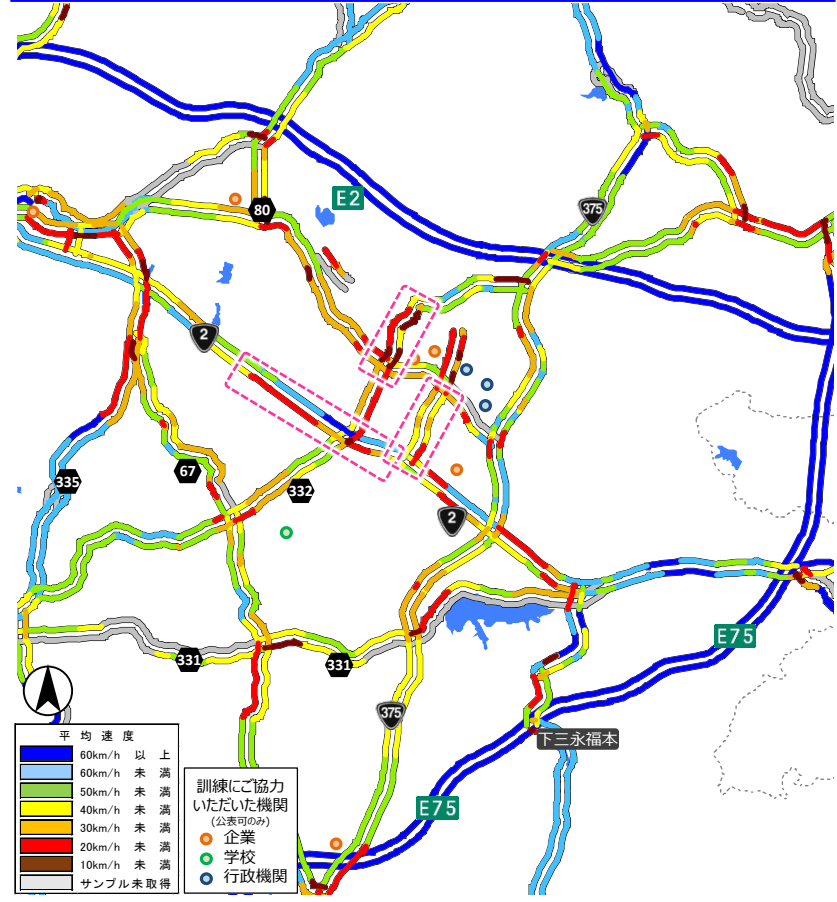 E2
80
375
2
335
67
332
2
331
331
E75
375
下三永福本
E75
平均速度
60km/h 以上
60km/h 未満
50km/h 未満
40km/h 未満
30km/h 未満
20km/h 未満
10km/h 未満
サンプル未取得
訓練にご協力
いただいた機関
(公表可のみ)
企業
学校
行政機関